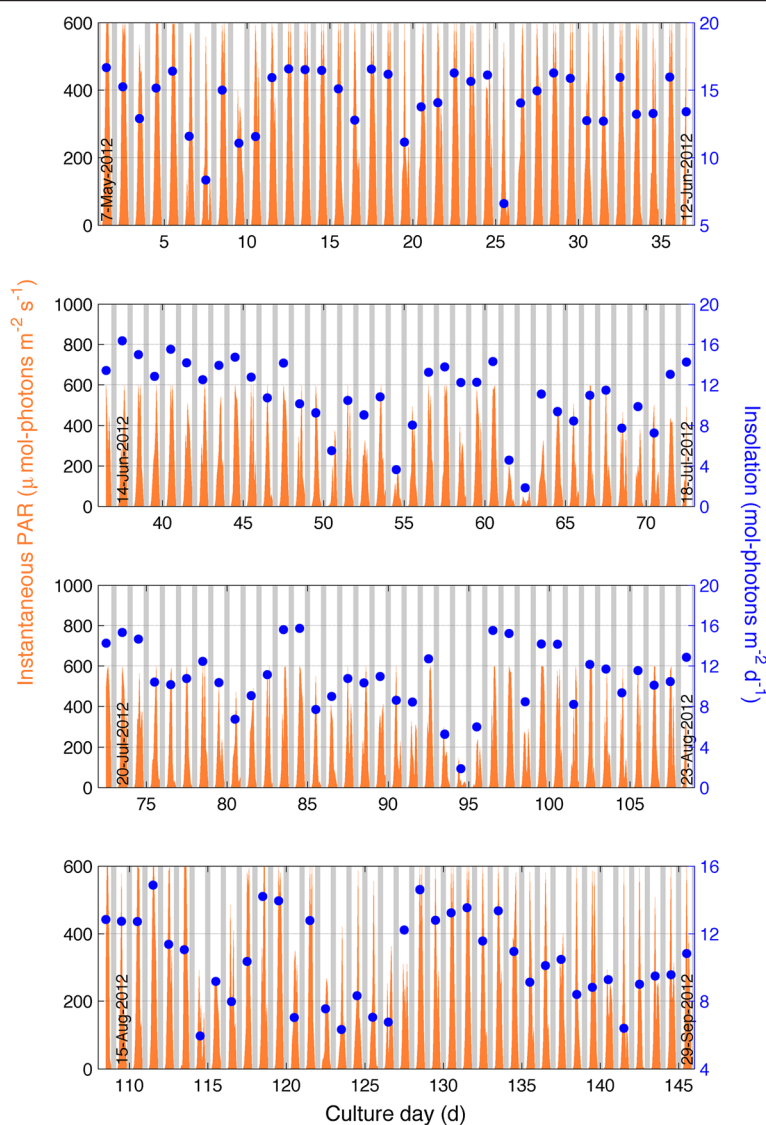 Instantaneous PAR (μ mol-photons m-2 s-1)
Insolation (mol-photons m-2 d-1)
600
400
200
0
20
15
10
5
7-May-2012
12-Jun-2012
5 10 15 20 25 30 35
1000
800
600
400
200
0
20
16
12
8
4
0
14-Jun-2012
18-Jul-2012
40 45 50 55 60 65 70
1000
800
600
400
200
0
20
16
12
8
4
0
20-Jul-2012
23-Aug-2012
75 80 85 90 95 100 105
600
400
200
0
16
12
8
4
15-Aug-2012
29-Sep-2012
110 115 120 125 130 135 140 145
Culture day (d)